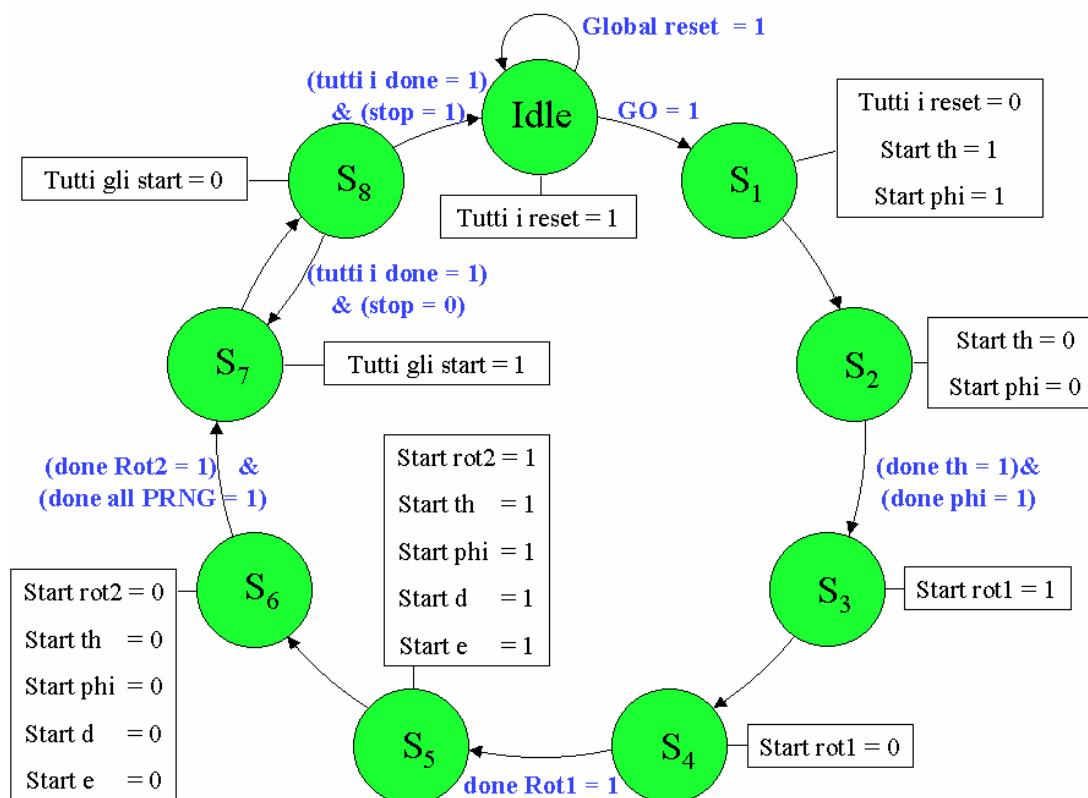 Global reset = 1
(tutti i done = 1)
& (stop = 1)
Idle
GO = 1
Tutti i reset = 0
Start th = 1
Start phi = 1
Tutti gli start = 0
S8
Tutti i reset = 1
S1
(tutti i done = 1)
& (stop = 0)
S7
Tutti gli start = 1
S2
Start th = 0
Start phi = 0
(done Rot2 = 1) &
(done all PRNG = 1)
Start rot2 = 1
Start th = 1
Start phi = 1
Start d = 1
Start e = 1
(done th = 1)&
(done phi = 1)
S6
Start rot2 = 0
Start th = 0
Start phi = 0
Start d = 0
Start e = 0
S3
Start rot1 = 1
S5
done Rot1 = 1
S4
Start rot1 = 0